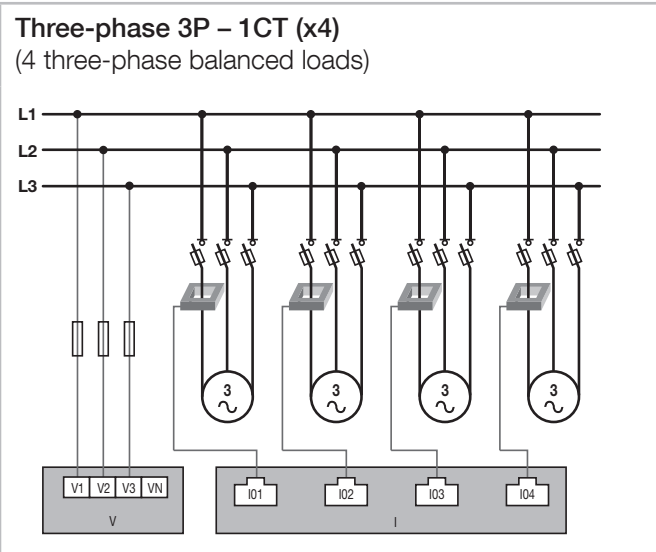 Three-phase 3P – 1CT (x4)
(4 three-phase balanced loads)
L1
L2
L3
3 3 3 3
V1 V2 V3 VN
I01 I02 I03 I04
V I